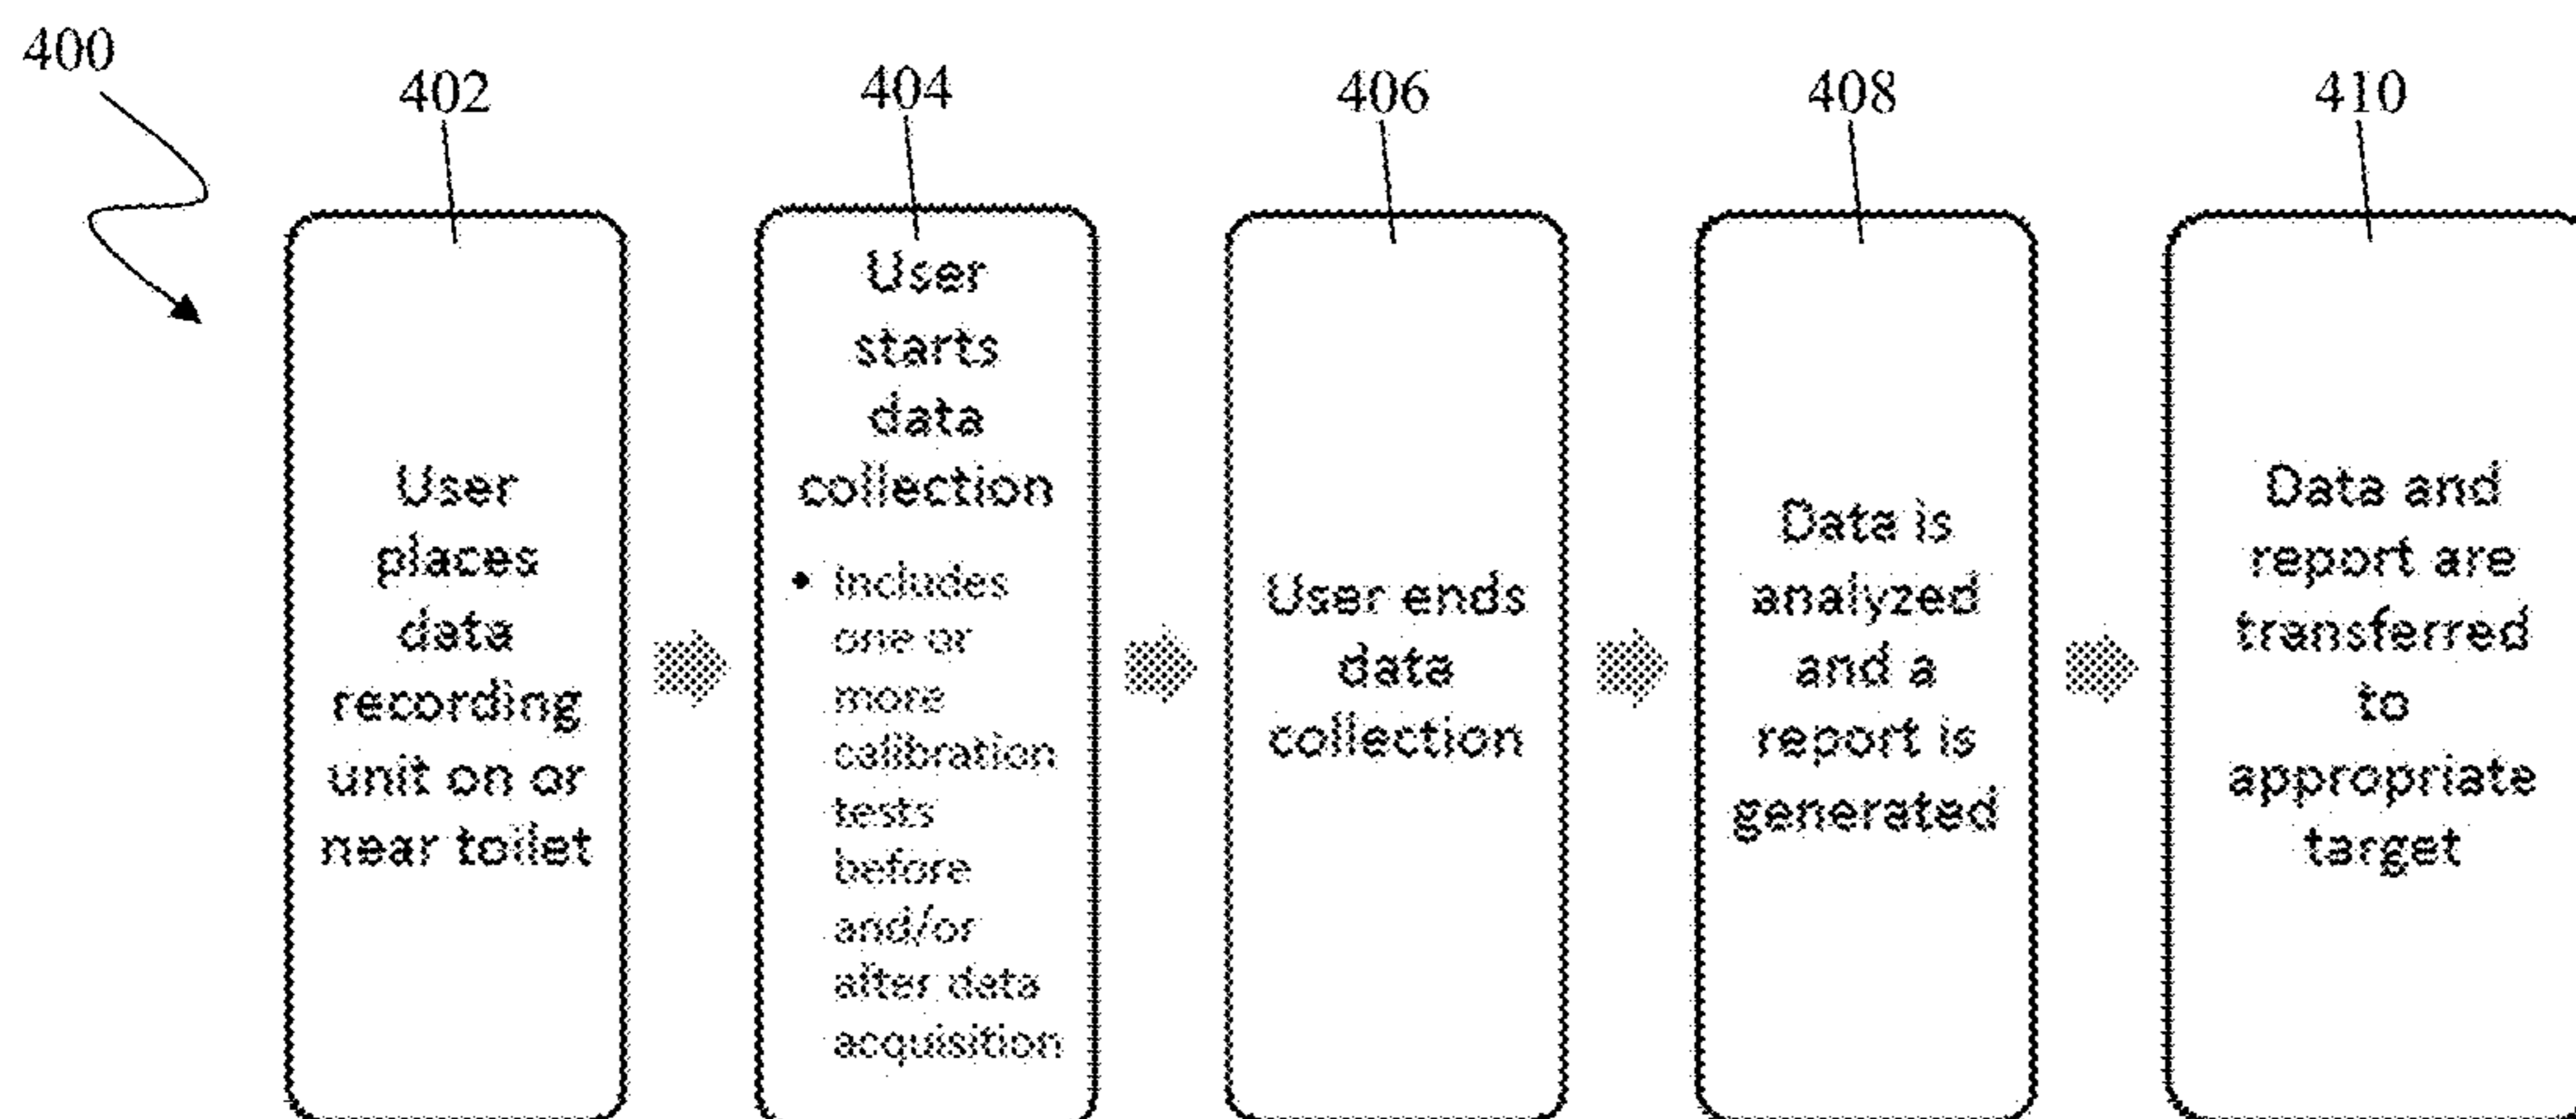 400
402
404
406
408
410
User
places
data
recording
unit on or
near toilet
User
starts
data
collection
• Includes
one or
more
calibration
tests
before
and/or
after data
acquisition
User ends
data
collection
Data is
analyzed
and a
report is
generated
Data and
report are
transferred
to
appropriate
target